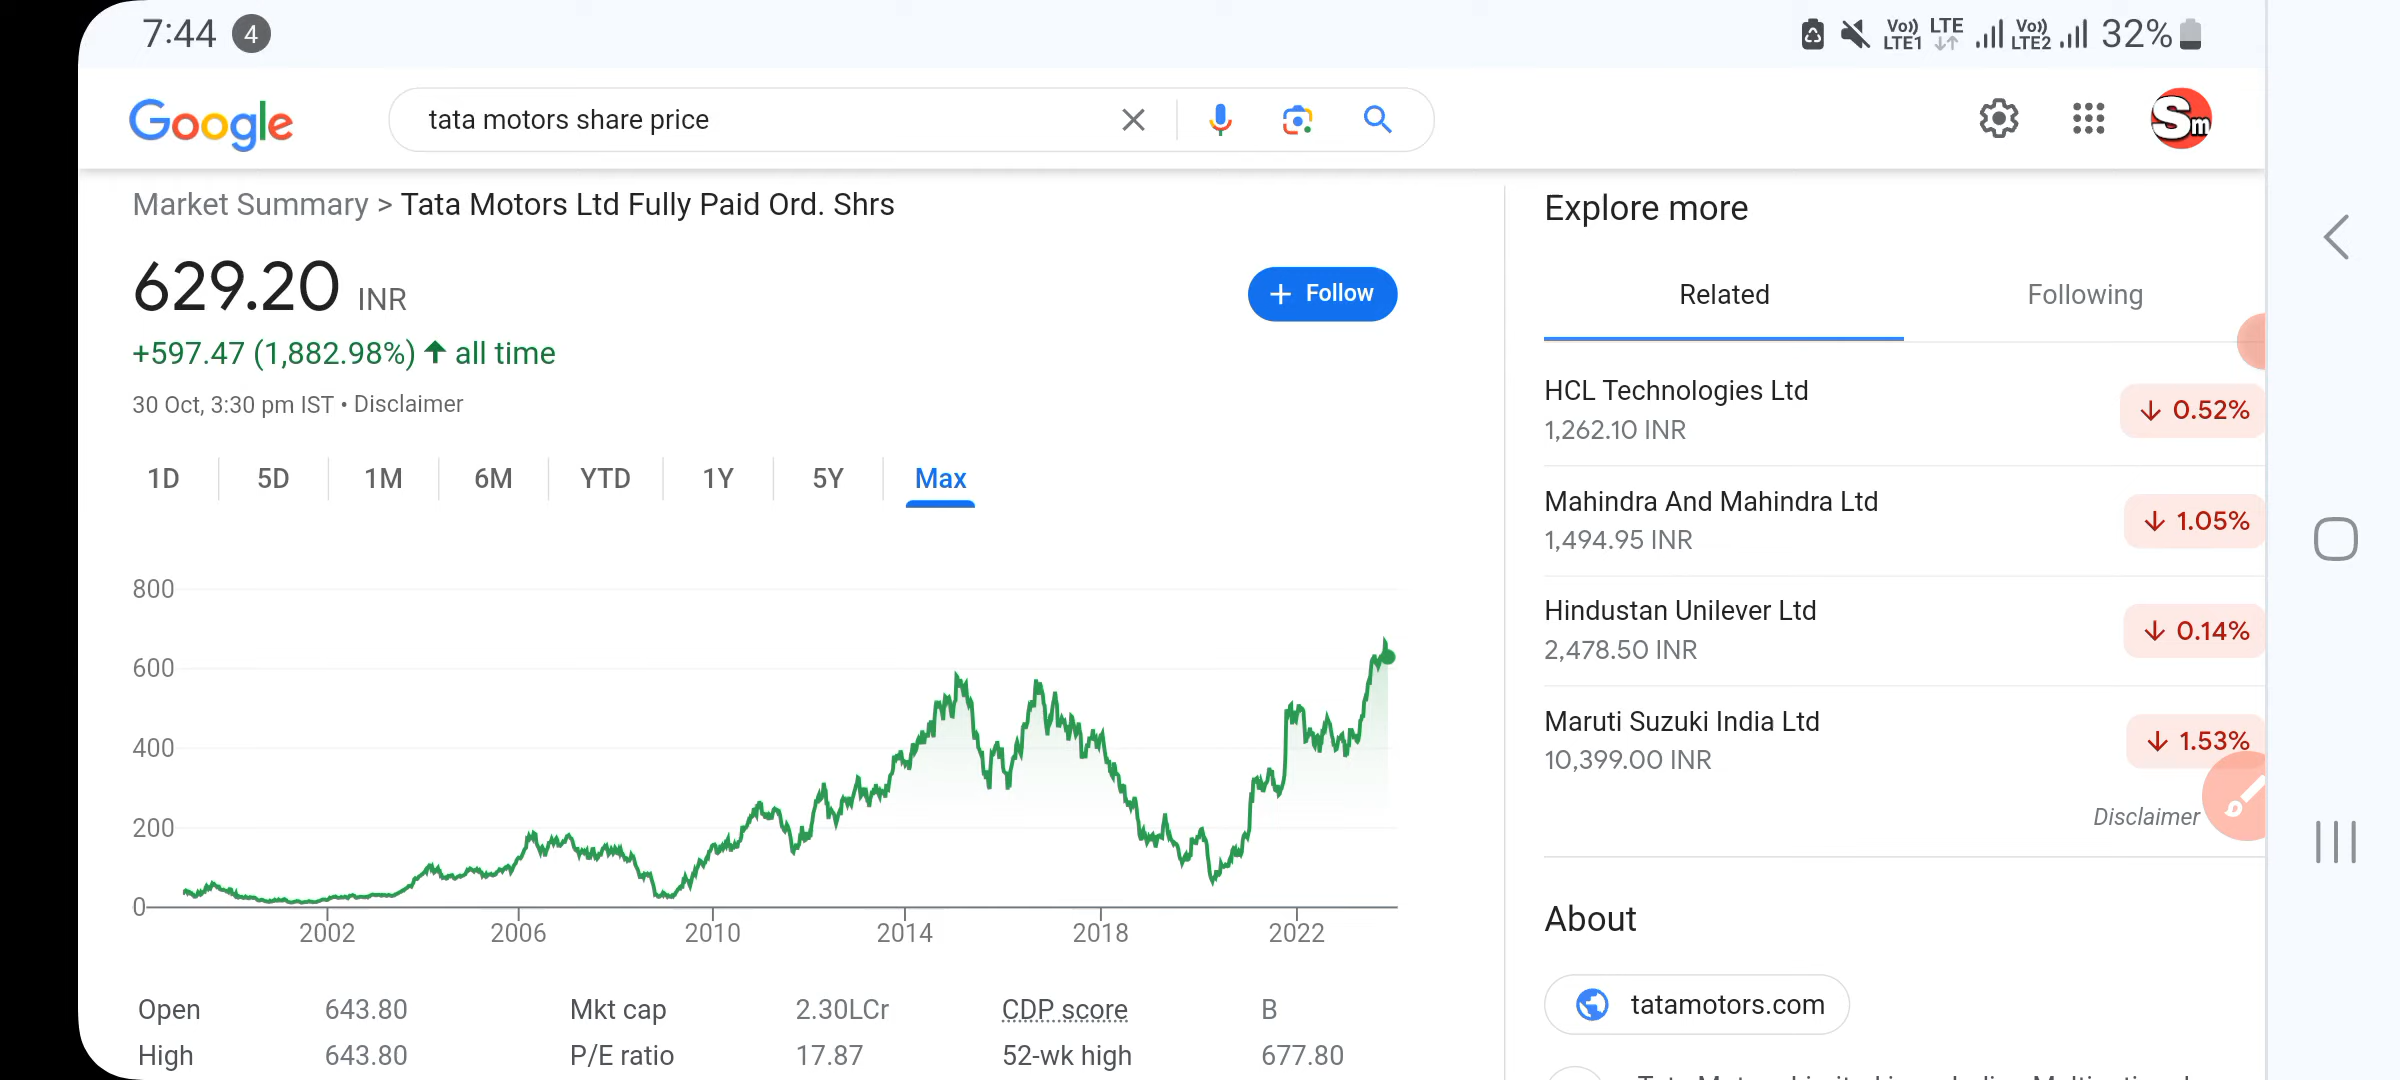 7:44 4
Vo)) LTE1 LTE Vo)) LTE2 32%
Google
tata motors share price
Sm
Market Summary > Tata Motors Ltd Fully Paid Ord. Shrs
629.20 INR
+ Follow
+597.47 (1,882.98%) ↑ all time
30 Oct, 3:30 pm IST • Disclaimer
1D 5D 1M 6M YTD 1Y 5Y Max
800
600
400
200
0
2002 2006 2010 2014 2018 2022
Open 643.80 Mkt cap 2.30LCr CDP score B
High 643.80 P/E ratio 17.87 52-wk high 677.80
Explore more
Related Following
HCL Technologies Ltd
1,262.10 INR
↓ 0.52%
Mahindra And Mahindra Ltd
1,494.95 INR
↓ 1.05%
Hindustan Unilever Ltd
2,478.50 INR
↓ 0.14%
Maruti Suzuki India Ltd
10,399.00 INR
↓ 1.53%
Disclaimer
About
tatamotors.com